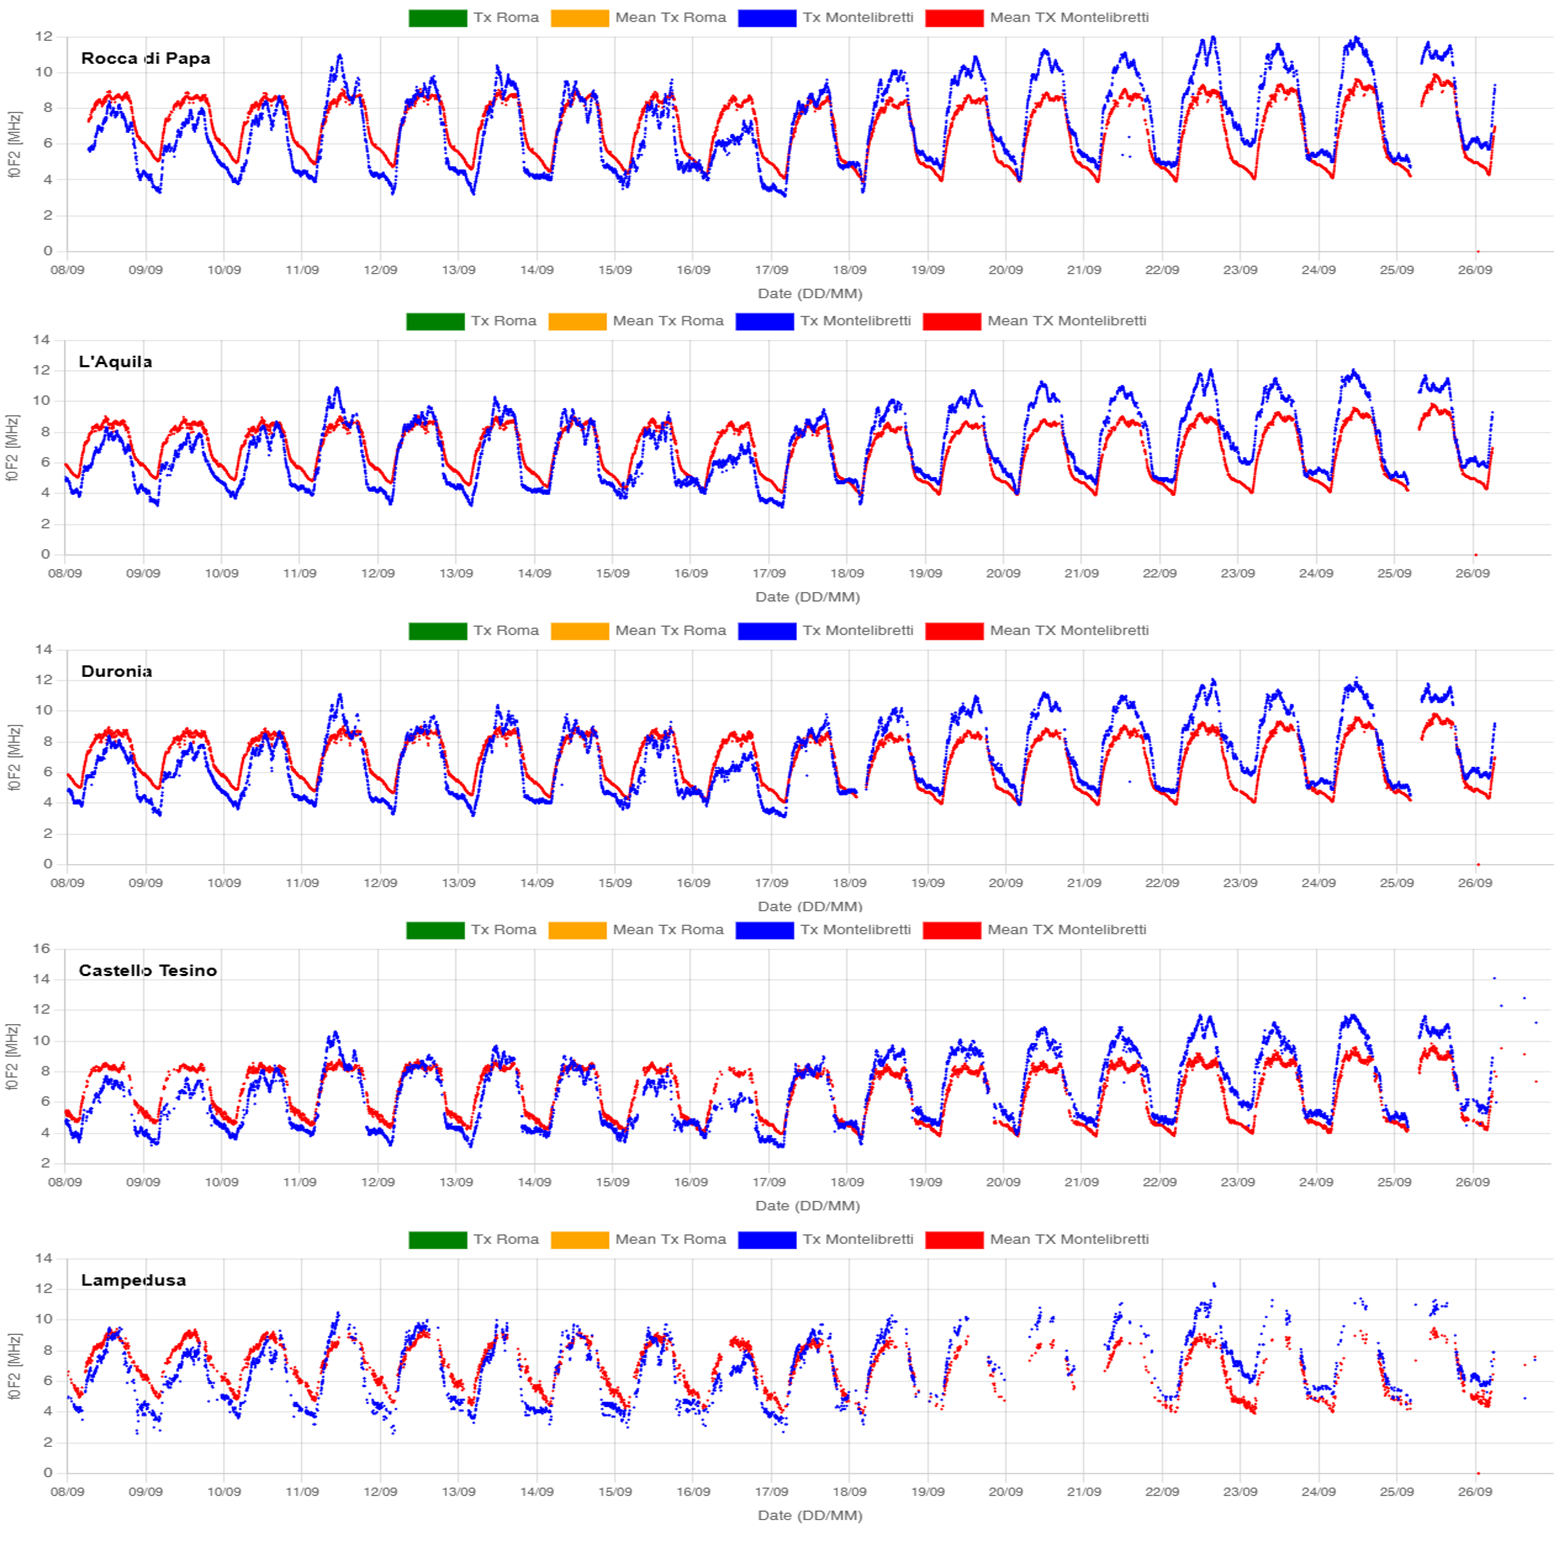 Tx Roma Mean Tx Roma Tx Montelibretti Mean TX Montelibretti
Rocca di Papa
f0F2 [MHz]
12
10
8
6
4
2
0
08/09 09/09 10/09 11/09 12/09 13/09 14/09 15/09 16/09 17/09 18/09 19/09 20/09 21/09 22/09 23/09 24/09 25/09 26/09
Date (DD/MM)
Tx Roma Mean Tx Roma Tx Montelibretti Mean TX Montelibretti
L'Aquila
f0F2 [MHz]
14
12
10
8
6
4
2
0
08/09 09/09 10/09 11/09 12/09 13/09 14/09 15/09 16/09 17/09 18/09 19/09 20/09 21/09 22/09 23/09 24/09 25/09 26/09
Date (DD/MM)
Tx Roma Mean Tx Roma Tx Montelibretti Mean TX Montelibretti
Duronia
f0F2 [MHz]
14
12
10
8
6
4
2
0
08/09 09/09 10/09 11/09 12/09 13/09 14/09 15/09 16/09 17/09 18/09 19/09 20/09 21/09 22/09 23/09 24/09 25/09 26/09
Date (DD/MM)
Tx Roma Mean Tx Roma Tx Montelibretti Mean TX Montelibretti
Castello Tesino
f0F2 [MHz]
16
14
12
10
8
6
4
2
08/09 09/09 10/09 11/09 12/09 13/09 14/09 15/09 16/09 17/09 18/09 19/09 20/09 21/09 22/09 23/09 24/09 25/09 26/09
Date (DD/MM)
Tx Roma Mean Tx Roma Tx Montelibretti Mean TX Montelibretti
Lampedusa
f0F2 [MHz]
14
12
10
8
6
4
2
0
08/09 09/09 10/09 11/09 12/09 13/09 14/09 15/09 16/09 17/09 18/09 19/09 20/09 21/09 22/09 23/09 24/09 25/09 26/09
Date (DD/MM)